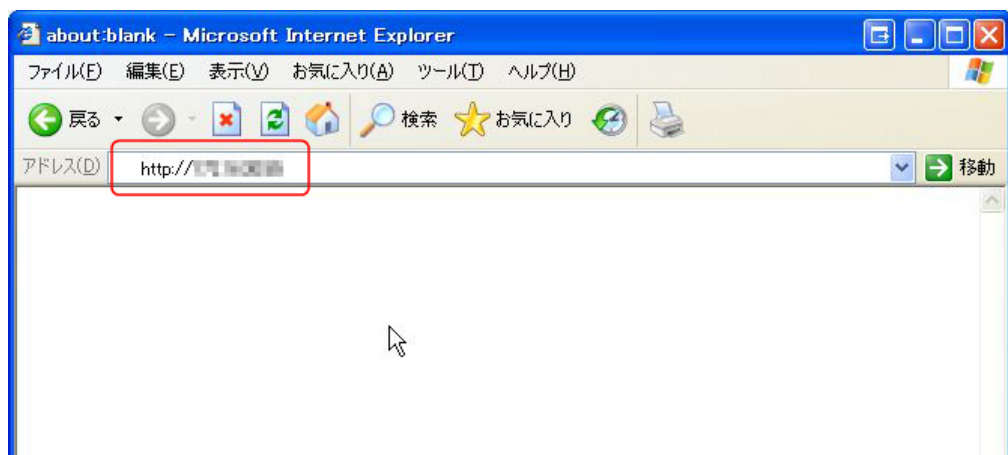 about:blank - Microsoft Internet Explorer
ファイル(F) 編集(E) 表示(V) お気に入り(A) ツール(T) ヘルプ(H)
戻る 検索 お気に入り
アドレス(D) http:// 移動